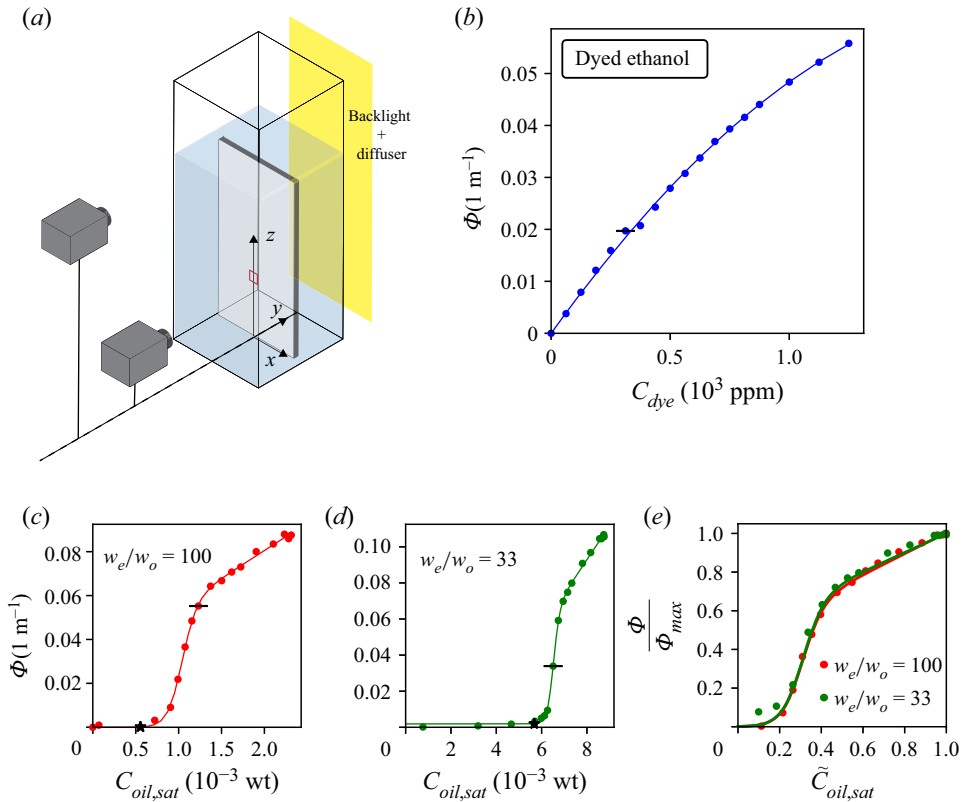 (a)
Backlight
+
diffuser
z
y
x
(b)
Dyed ethanol
Φ(1 m⁻¹)
0.05
0.04
0.03
0.02
0.01
0
0 0.5 1.0
C_dye (10³ ppm)
(c)
w_e/w_o = 100
Φ(1 m⁻¹)
0.08
0.06
0.04
0.02
0.00
0 1.0 2.0
C_oil,sat (10⁻³ wt)
(d)
w_e/w_o = 33
0.10
0.08
0.06
0.04
0.02
0
0 2 4 6 8
C_oil,sat (10⁻³ wt)
(e)
Φ
Φ_max
1.0
0.8
0.6
0.4
0.2
w_e/w_o = 100
w_e/w_o = 33
0 0.2 0.4 0.6 0.8 1.0
C̃_oil,sat